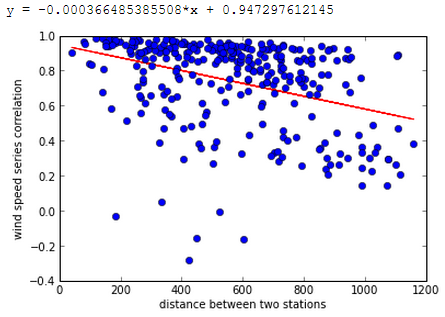 y = -0.000366485385508*x + 0.947297612145
1.0
0.8
0.6
0.4
0.2
0.0
−0.2
−0.4
wind speed series correlation
0 200 400 600 800 1000 1200
distance between two stations